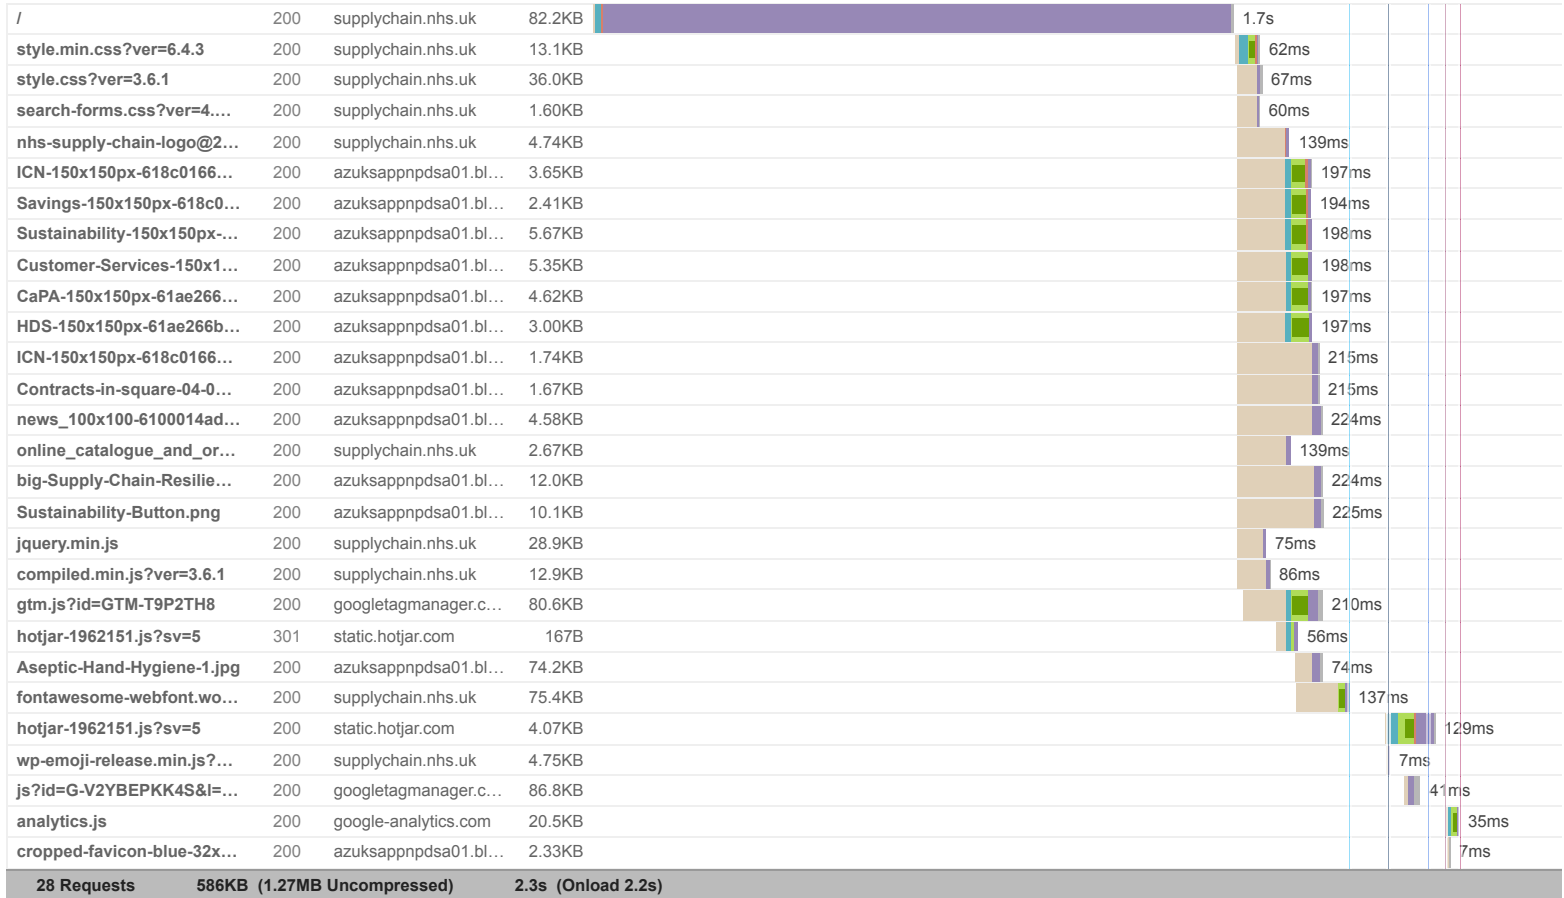 / 200 supplychain.nhs.uk 82.2KB 1.7s
style.min.css?ver=6.4.3 200 supplychain.nhs.uk 13.1KB 62ms
style.css?ver=3.6.1 200 supplychain.nhs.uk 36.0KB 67ms
search-forms.css?ver=4.… 200 supplychain.nhs.uk 1.60KB 60ms
nhs-supply-chain-logo@2… 200 supplychain.nhs.uk 4.74KB 139ms
ICN-150x150px-618c0166… 200 azuksappnpdsa01.bl… 3.65KB 197ms
Savings-150x150px-618c0… 200 azuksappnpdsa01.bl… 2.41KB 194ms
Sustainability-150x150px-… 200 azuksappnpdsa01.bl… 5.67KB 198ms
Customer-Services-150x1… 200 azuksappnpdsa01.bl… 5.35KB 198ms
CaPA-150x150px-61ae266… 200 azuksappnpdsa01.bl… 4.62KB 197ms
HDS-150x150px-61ae266b… 200 azuksappnpdsa01.bl… 3.00KB 197ms
ICN-150x150px-618c0166… 200 azuksappnpdsa01.bl… 1.74KB 215ms
Contracts-in-square-04-0… 200 azuksappnpdsa01.bl… 1.67KB 215ms
news_100x100-6100014ad… 200 azuksappnpdsa01.bl… 4.58KB 224ms
online_catalogue_and_or… 200 supplychain.nhs.uk 2.67KB 139ms
big-Supply-Chain-Resilie… 200 azuksappnpdsa01.bl… 12.0KB 224ms
Sustainability-Button.png 200 azuksappnpdsa01.bl… 10.1KB 225ms
jquery.min.js 200 supplychain.nhs.uk 28.9KB 75ms
compiled.min.js?ver=3.6.1 200 supplychain.nhs.uk 12.9KB 86ms
gtm.js?id=GTM-T9P2TH8 200 googletagmanager.c… 80.6KB 210ms
hotjar-1962151.js?sv=5 301 static.hotjar.com 167B 56ms
Aseptic-Hand-Hygiene-1.jpg 200 azuksappnpdsa01.bl… 74.2KB 74ms
fontawesome-webfont.wo… 200 supplychain.nhs.uk 75.4KB 137ms
hotjar-1962151.js?sv=5 200 static.hotjar.com 4.07KB 129ms
wp-emoji-release.min.js?… 200 supplychain.nhs.uk 4.75KB 7ms
js?id=G-V2YBEPKK4S&l=… 200 googletagmanager.c… 86.8KB 41ms
analytics.js 200 google-analytics.com 20.5KB 35ms
cropped-favicon-blue-32x… 200 azuksappnpdsa01.bl… 2.33KB 7ms
28 Requests 586KB (1.27MB Uncompressed) 2.3s (Onload 2.2s)